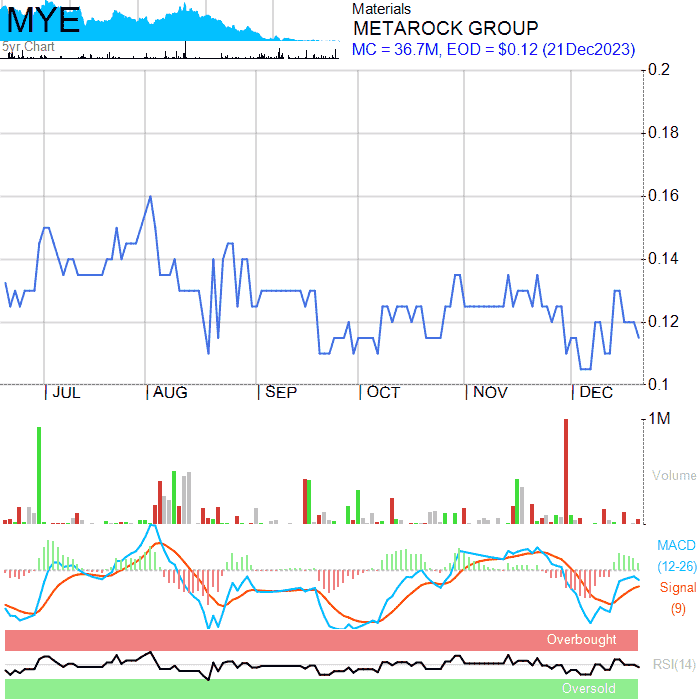 MYE
5yr Chart
Materials
METAROCK GROUP
MC = 36.7M, EOD = $0.12 (21Dec2023)
0.2
0.18
0.16
0.14
0.12
0.1
JUL AUG SEP OCT NOV DEC
1M
Volume
MACD
(12-26)
Signal
(9)
Overbought
RSI(14)
Oversold